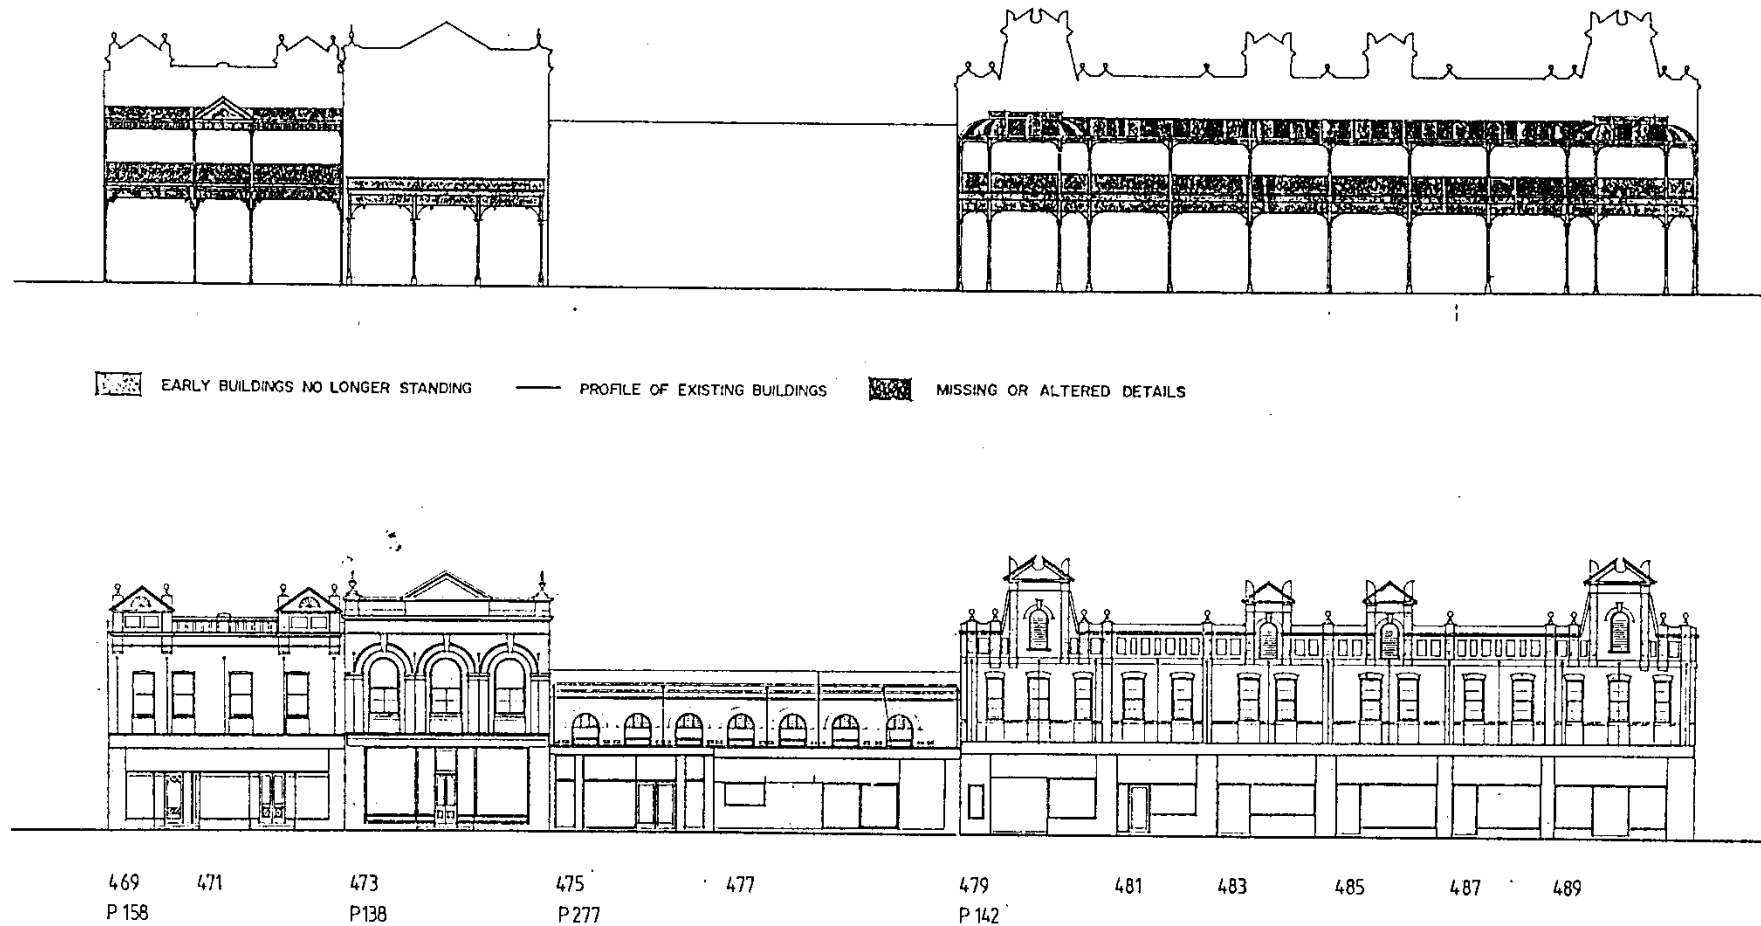 EARLY BUILDINGS NO LONGER STANDING PROFILE OF EXISTING BUILDINGS MISSING OR ALTERED DETAILS
469 471 473 475 477 479 481 483 485 487 489
P 158 P138 P 277 P 142